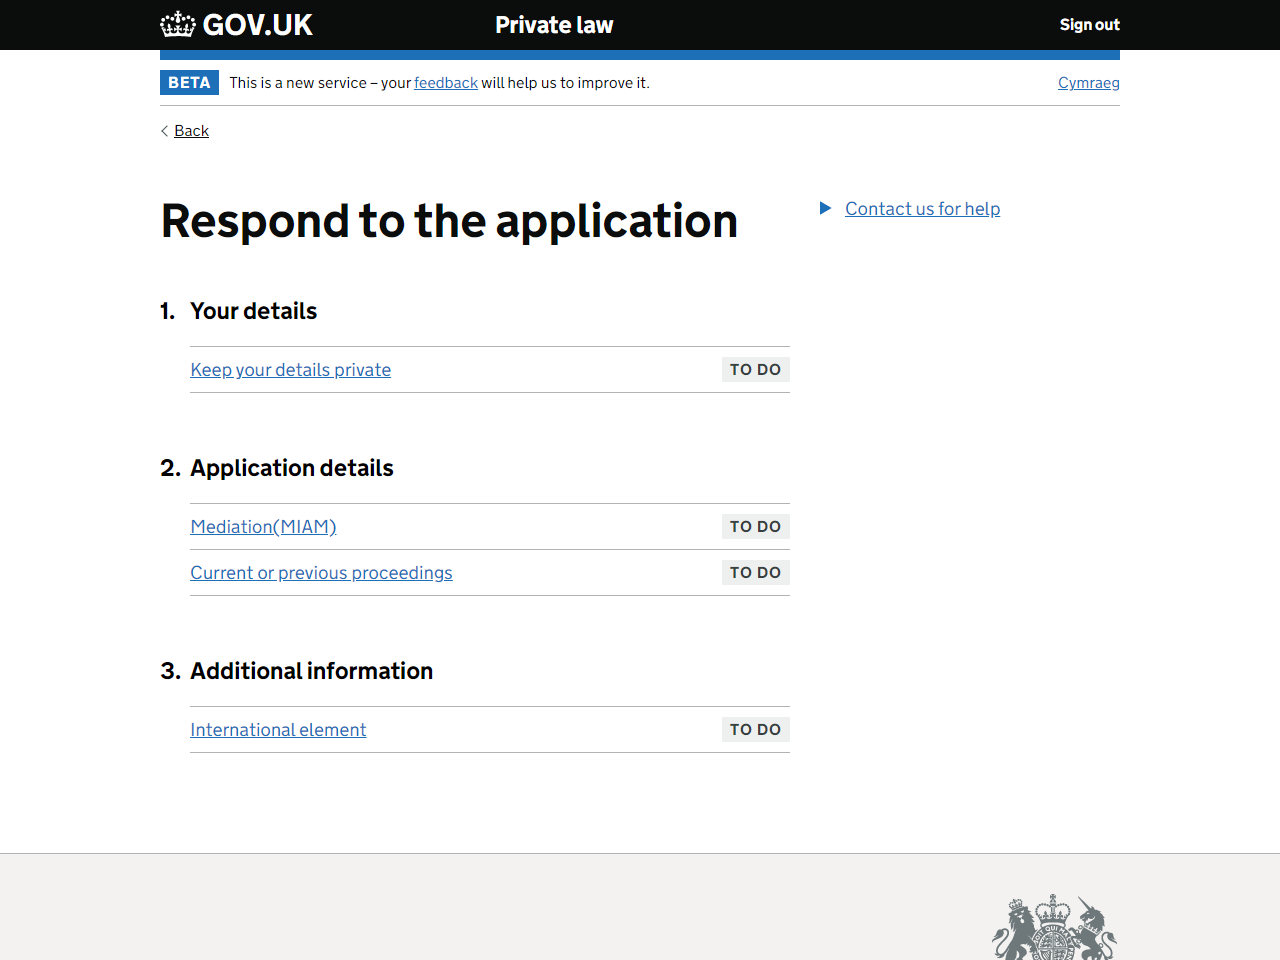 GOV.UK Private law Sign out
BETA This is a new service – your feedback will help us to improve it. Cymraeg
Back
Respond to the application
Contact us for help
1. Your details
Keep your details private TO DO
2. Application details
Mediation(MIAM) TO DO
Current or previous proceedings TO DO
3. Additional information
International element TO DO